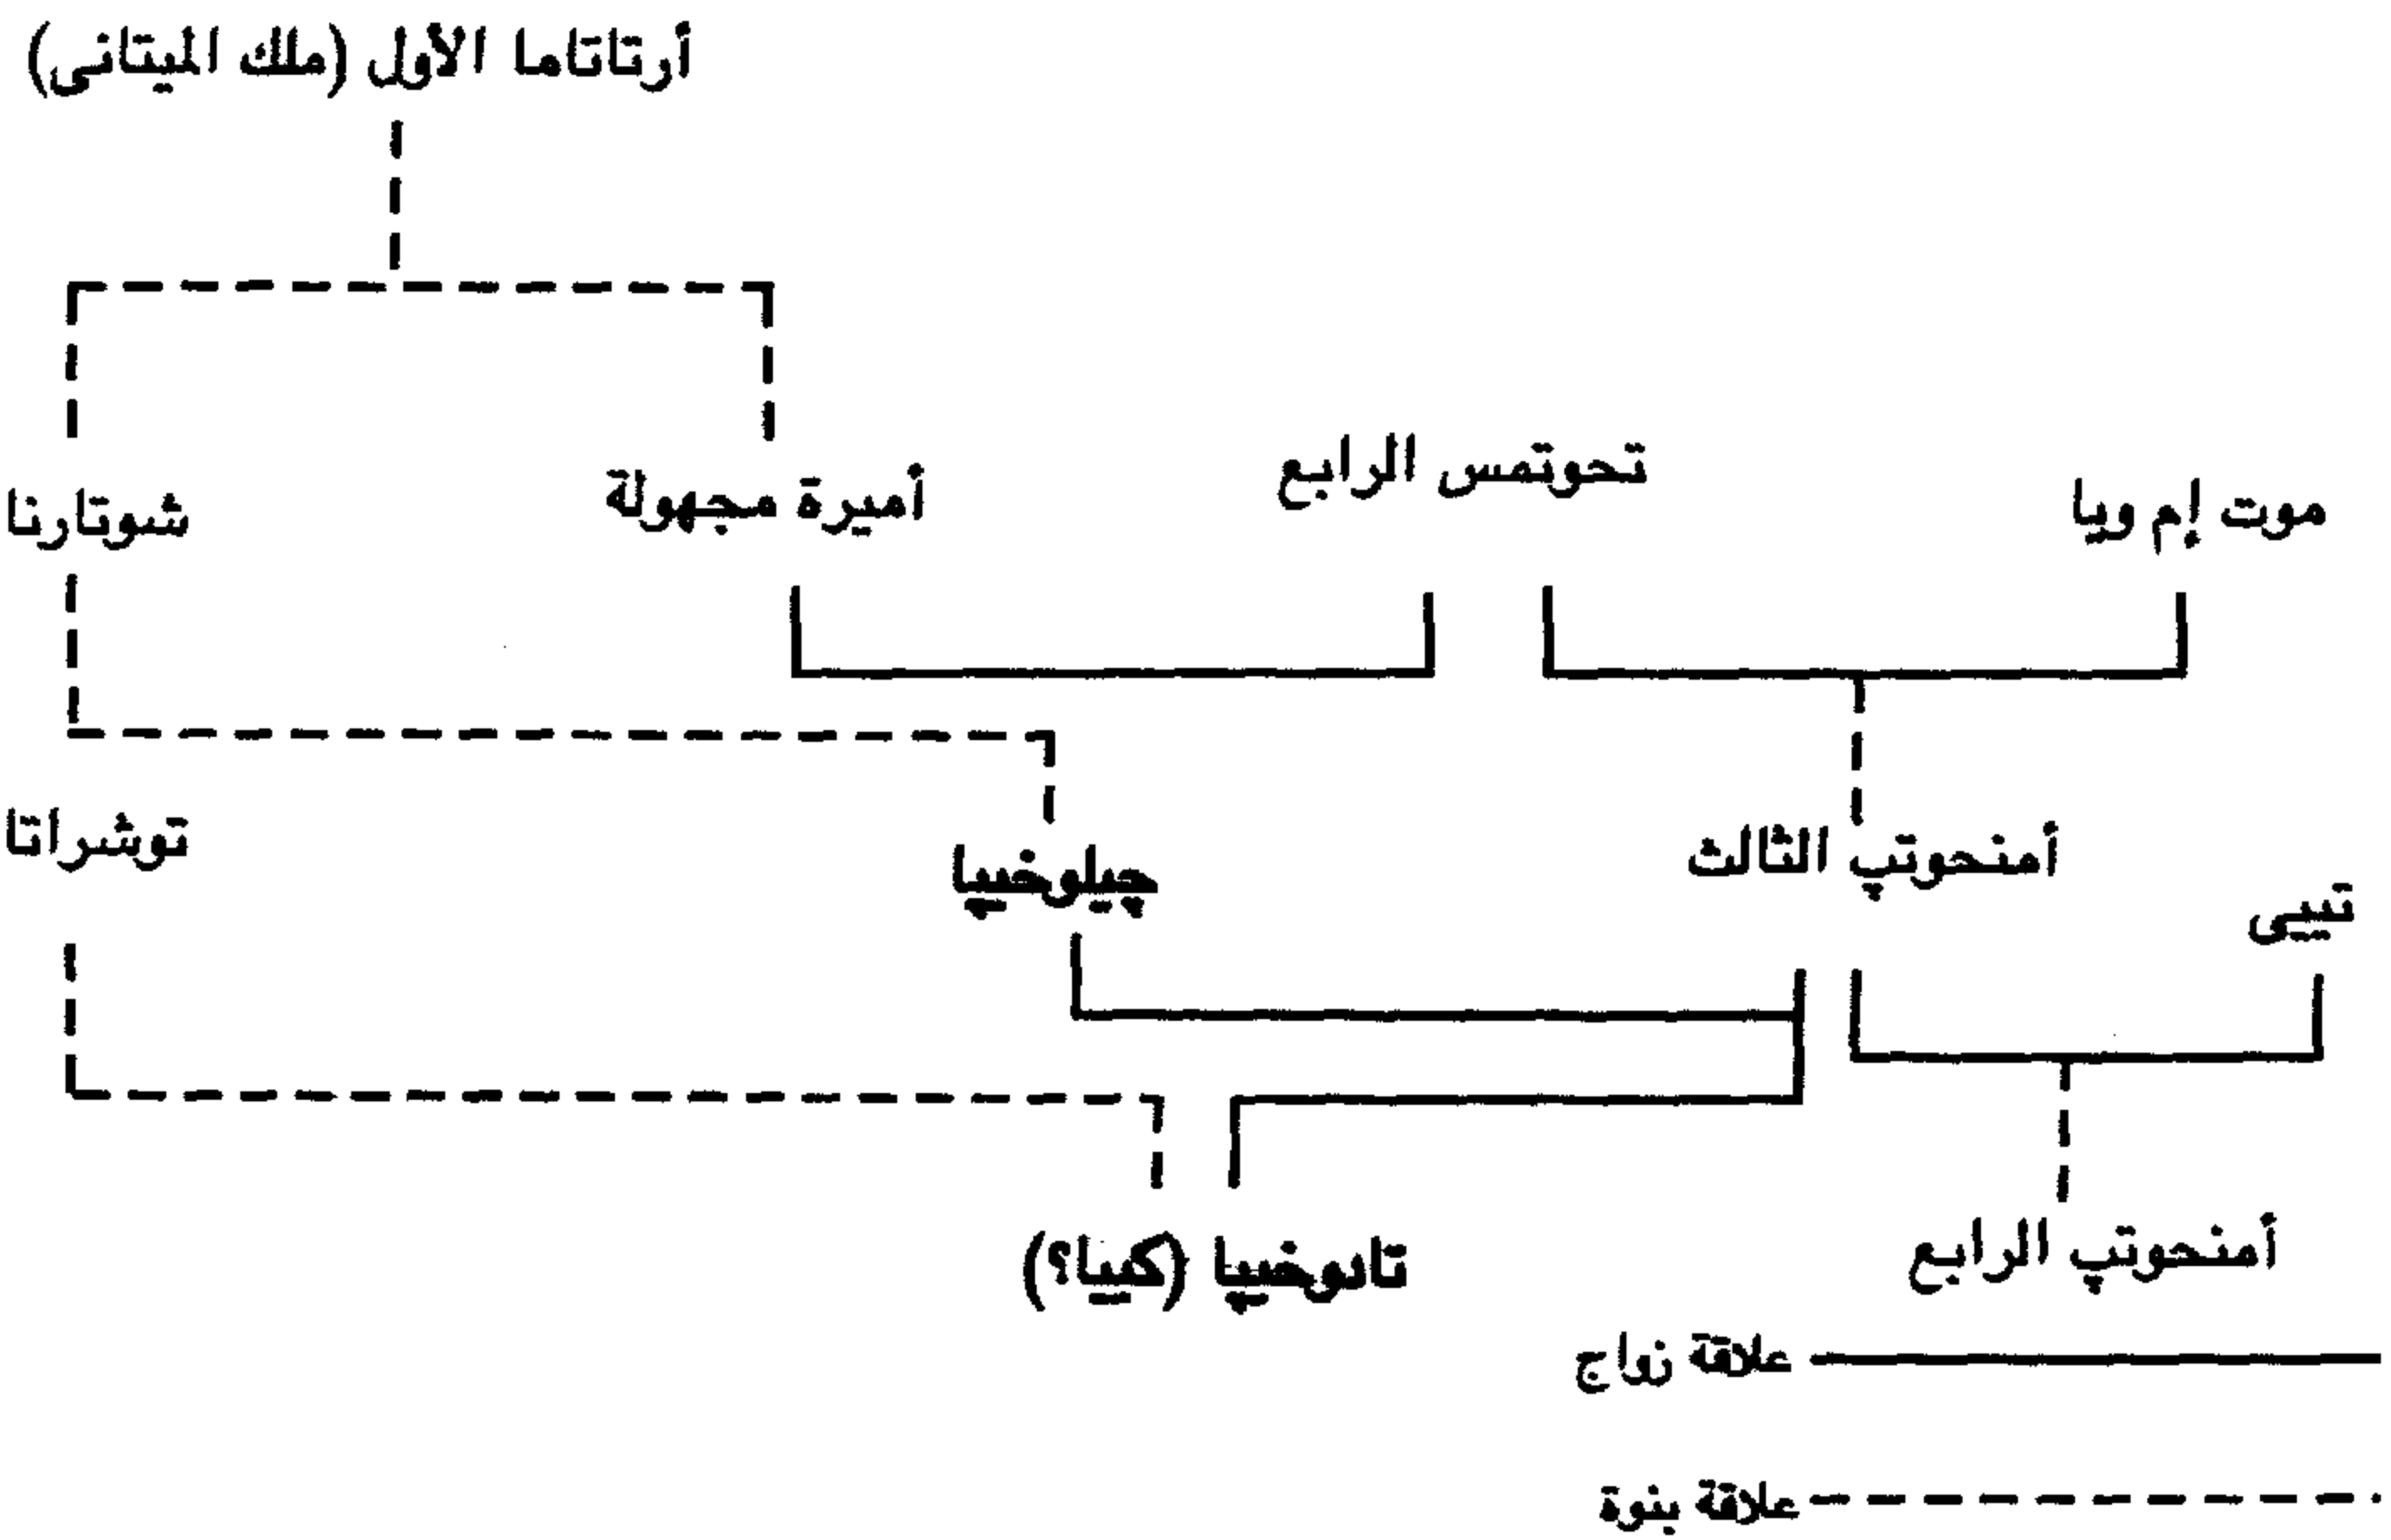 أرتاتاما الأول (ملك الميتانى)
موت إم ويا
تحوتمس الرابع
أميرة مجهولة
شوتارنا
تيى
أمنحوتپ الثالث
چيلوخيپا
توشراتا
أمنحوتپ الرابع
تادوخيپا (كيا؟)
علاقة زواج
علاقة بنوة